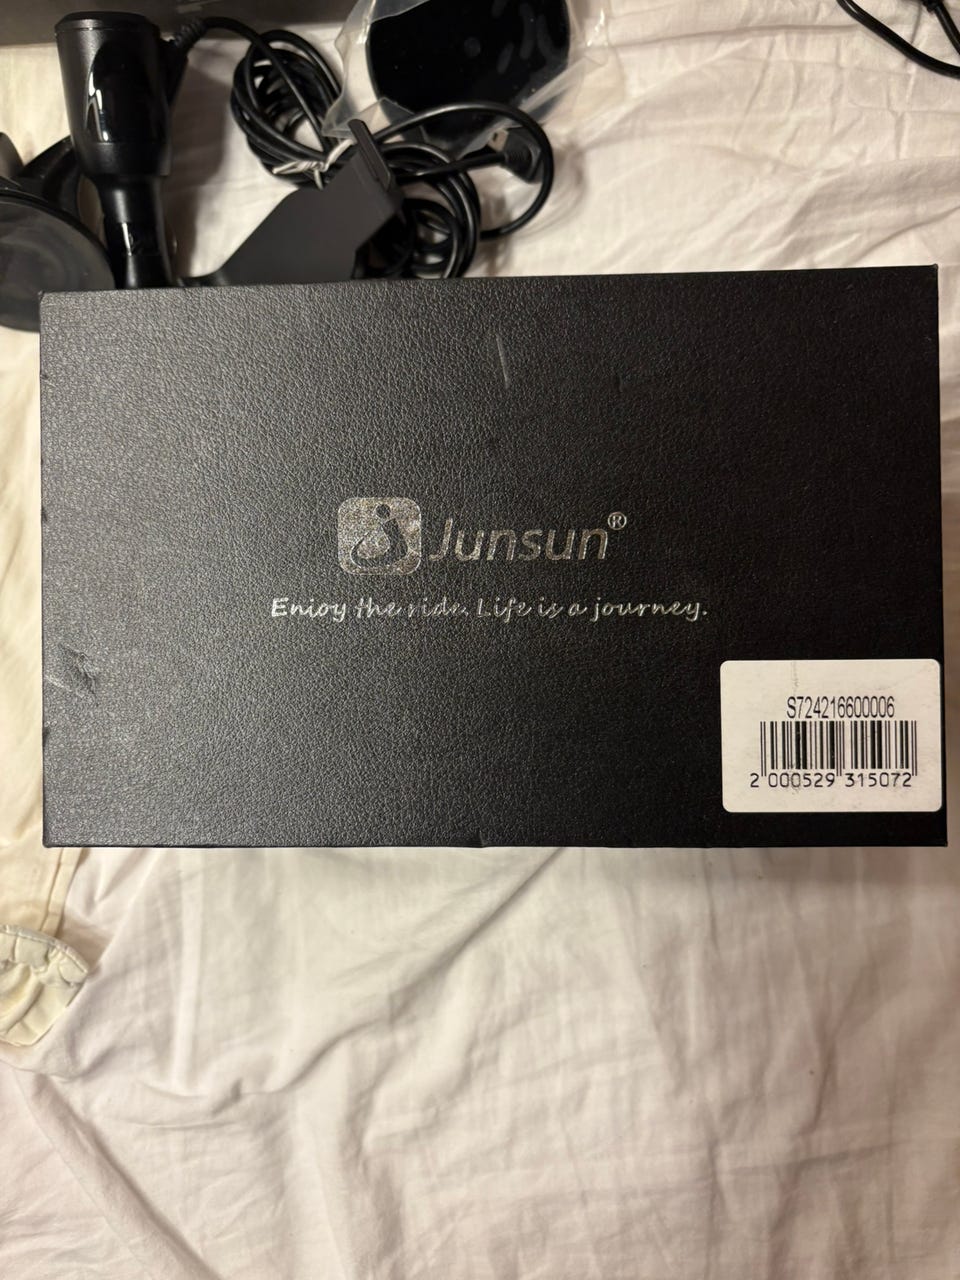 Junsun®
Enjoy the ride. Life is a journey.
S724216600006
2 000529 315072